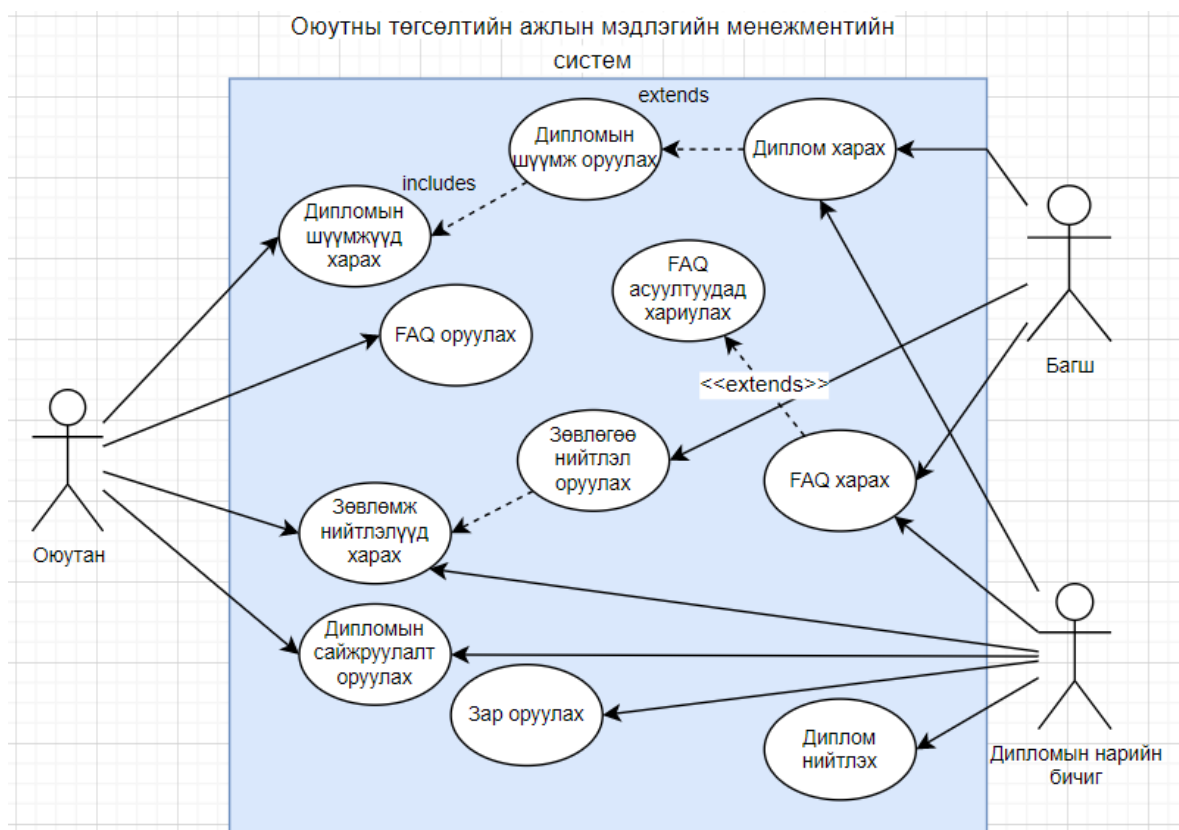 Оюутны төгсөлтийн ажлын мэдлэгийн менежментийн
систем
extends
Дипломын
шүүмж оруулах
Диплом харах
includes
Дипломын
шүүмжүүд
харах
FAQ
асуултуудад
хариулах
FAQ оруулах
<<extends>>
Багш
Зөвлөгөө
нийтлэл
оруулах
FAQ харах
Зөвлөмж
нийтлэлүүд
харах
Оюутан
Дипломын
сайжруулалт
оруулах
Зар оруулах
Диплом
нийтлэх
Дипломын нарийн
бичиг